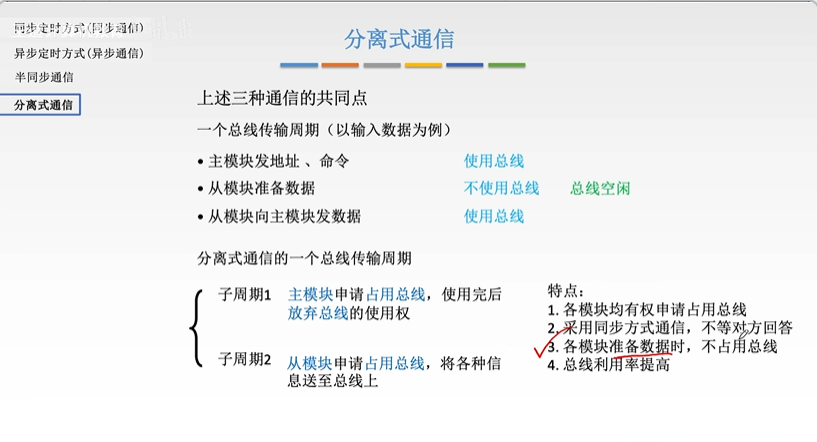 同步定时方式(同步通信)
异步定时方式(异步通信)
半同步通信
分离式通信
分离式通信
上述三种通信的共同点
一个总线传输周期（以输入数据为例）
• 主模块发地址 、命令 使用总线
• 从模块准备数据 不使用总线 总线空闲
• 从模块向主模块发数据 使用总线
分离式通信的一个总线传输周期
子周期1 主模块申请占用总线，使用完后
放弃总线的使用权
子周期2 从模块申请占用总线，将各种信
息送至总线上
特点：
1. 各模块均有权申请占用总线
2. 采用同步方式通信，不等对方回答
3. 各模块准备数据时，不占用总线
4. 总线利用率提高